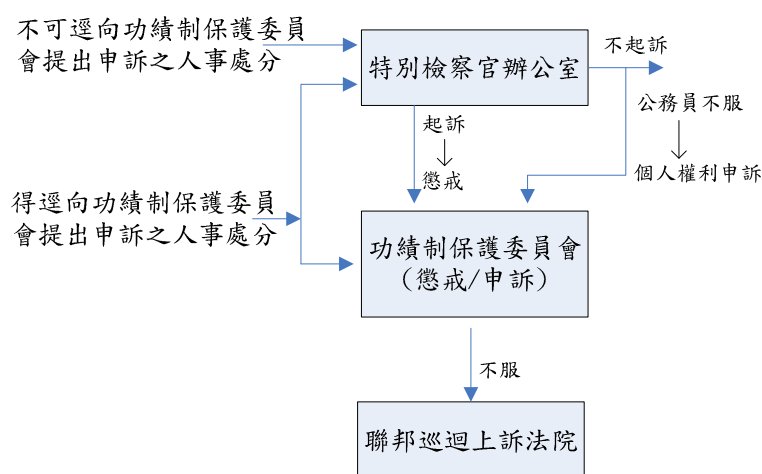 不可逕向功績制保護委員
會提出申訴之人事處分
特別檢察官辦公室
不起訴
公務員不服
個人權利申訴
起訴
懲戒
得逕向功績制保護委員
會提出申訴之人事處分
功績制保護委員會
（懲戒/申訴）
不服
聯邦巡迴上訴法院